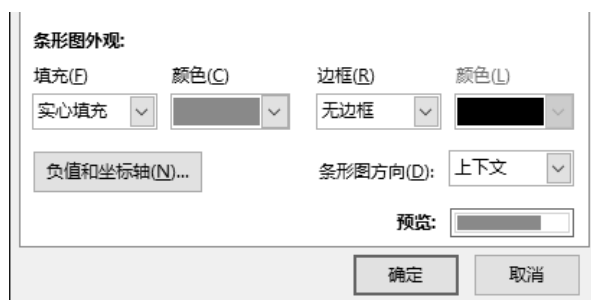 条形图外观:
填充(F) 颜色(C) 边框(R) 颜色(L)
实心填充 无边框
负值和坐标轴(N)... 条形图方向(D): 上下文
预览:
确定 取消